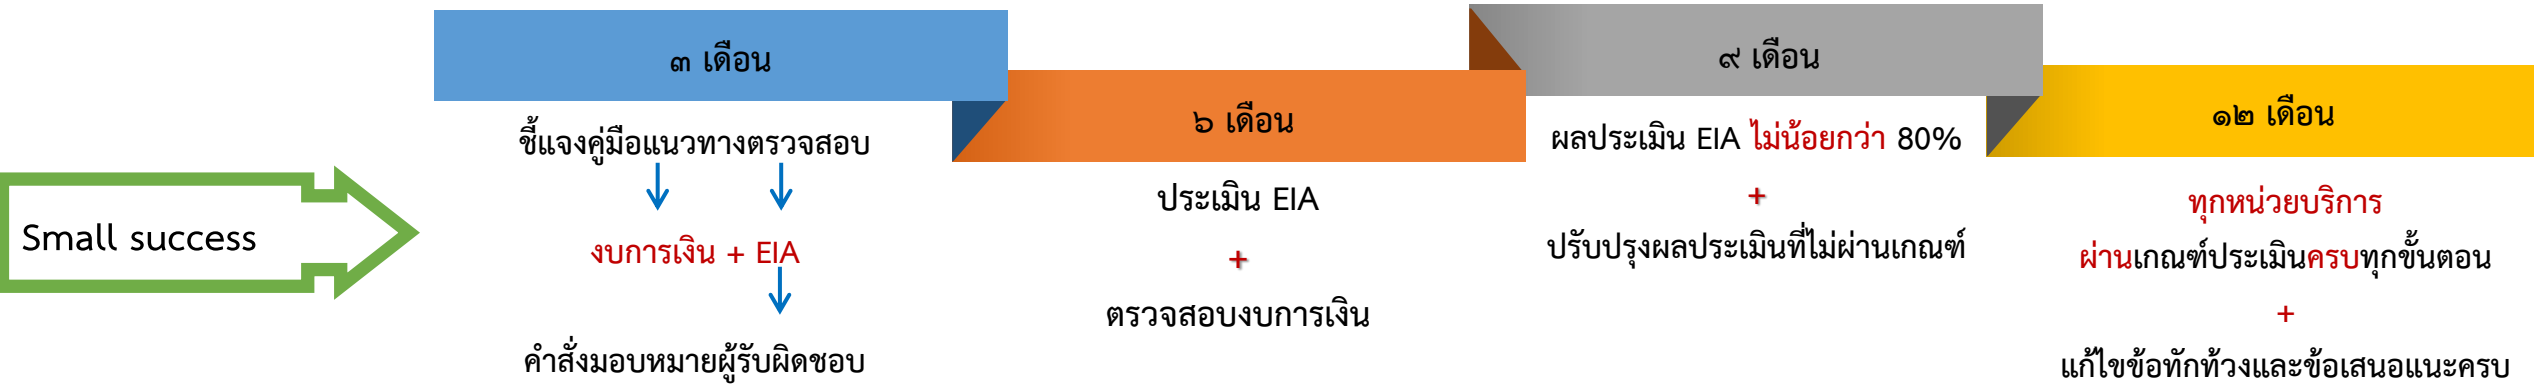 Small success
๓ เดือน
ชี้แจงคู่มือแนวทางตรวจสอบ
งบการเงิน + EIA
คำสั่งมอบหมายผู้รับผิดชอบ
๖ เดือน
ประเมิน EIA
+
ตรวจสอบงบการเงิน
๙ เดือน
ผลประเมิน EIA ไม่น้อยกว่า 80%
+
ปรับปรุงผลประเมินที่ไม่ผ่านเกณฑ์
๑๒ เดือน
ทุกหน่วยบริการ
ผ่านเกณฑ์ประเมินครบทุกขั้นตอน
+
แก้ไขข้อทักท้วงและข้อเสนอแนะครบ